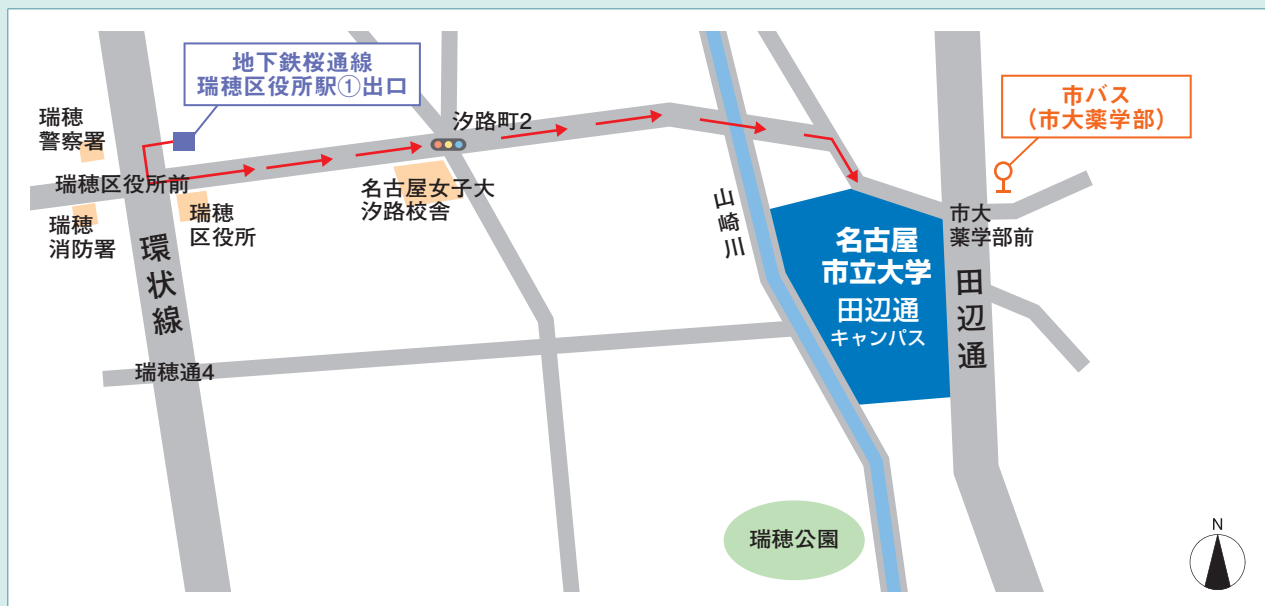 地下鉄桜通線
瑞穂区役所駅①出口
瑞穂
警察署
汐路町2
市バス
（市大薬学部）
瑞穂区役所前
名古屋女子大
汐路校舎
瑞穂
消防署
瑞穂
区役所
環状線
山崎川
名古屋
市立大学
田辺通
キャンパス
市大
薬学部前
田辺通
瑞穂通4
瑞穂公園
N